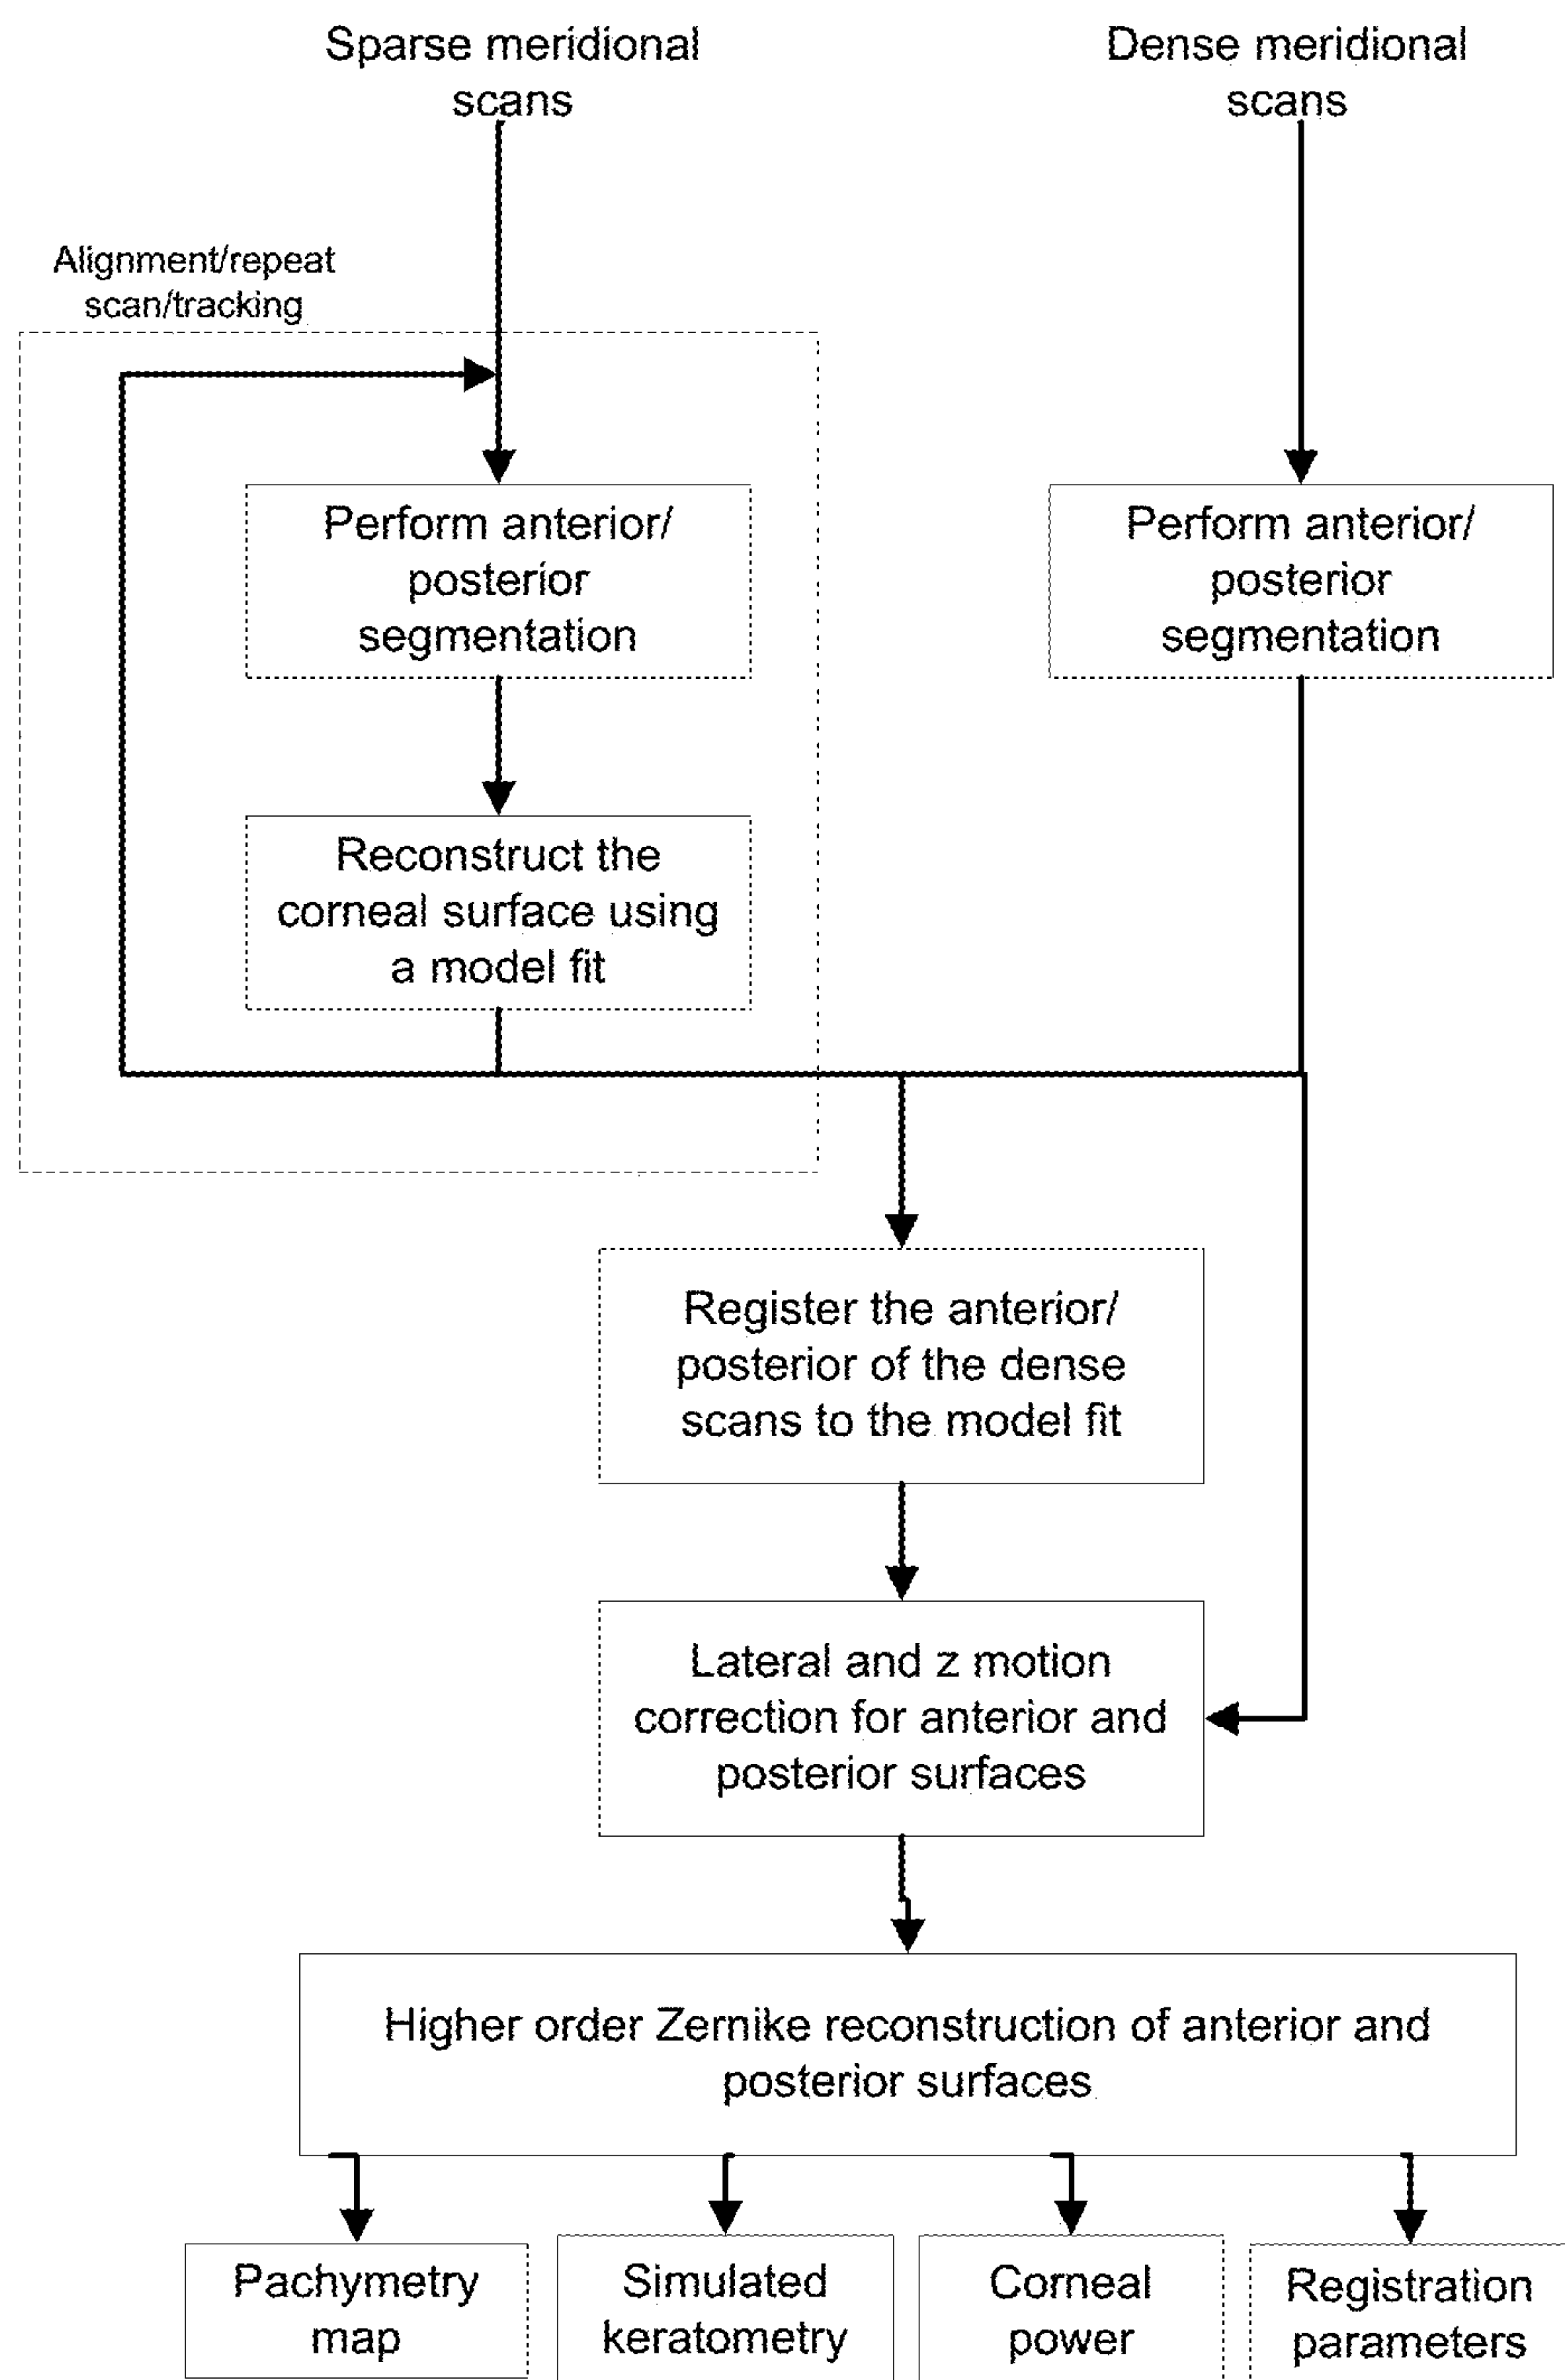 Sparse meridional
scans
Dense meridional
scans
Alignment/repeat
scan/tracking
Perform anterior/
posterior
segmentation
Perform anterior/
posterior
segmentation
Reconstruct the
corneal surface using
a model fit
Register the anterior/
posterior of the dense
scans to the model fit
Lateral and z motion
correction for anterior and
posterior surfaces
Higher order Zernike reconstruction of anterior and
posterior surfaces
Pachymetry
map
Simulated
keratometry
Corneal
power
Registration
parameters